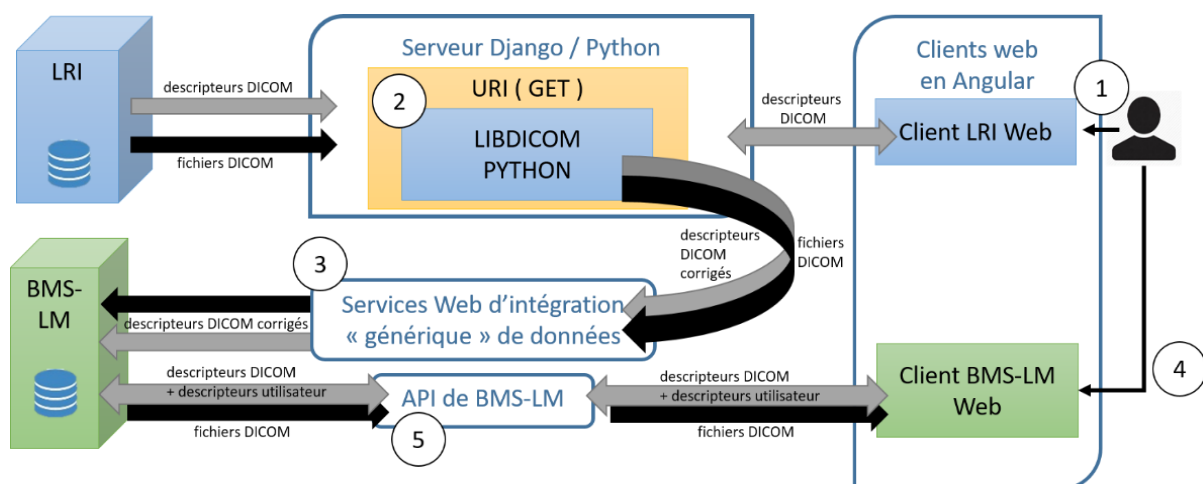 LRI
descripteurs DICOM
fichiers DICOM
Serveur Django / Python
2
URI ( GET )
LIBDICOM
PYTHON
descripteurs
DICOM
Clients web
en Angular
1
Client LRI Web
descripteurs
DICOM
corrigés
fichiers
DICOM
3
Services Web d'intégration
« générique » de données
BMS-
LM
descripteurs DICOM corrigés
descripteurs DICOM
+ descripteurs utilisateur
fichiers DICOM
API de BMS-LM
5
descripteurs DICOM
+ descripteurs utilisateur
fichiers DICOM
Client BMS-LM
Web
4